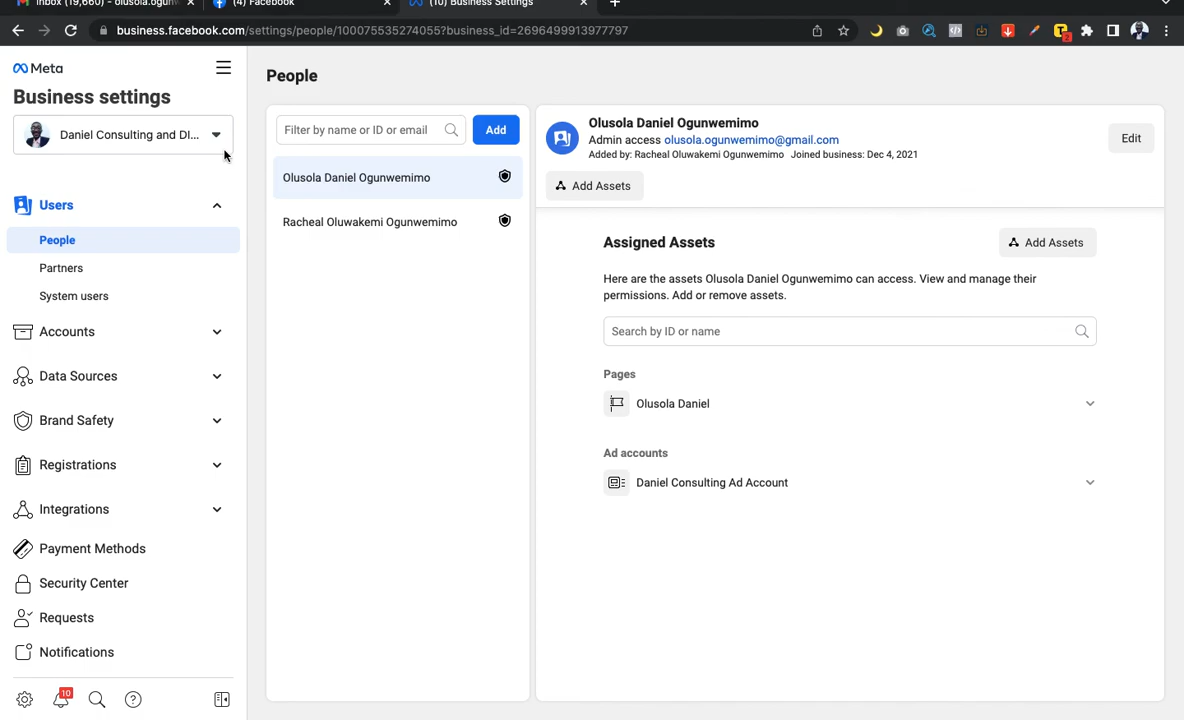 Inbox (19,660) - olusola.ogun
(4) Facebook
(10) Business Settings
business.facebook.com/settings/people/100075535274055?business_id=2696499913977797
2
Meta
Business settings
Daniel Consulting and DI...
Users
People
Partners
System users
Accounts
Data Sources
Brand Safety
Registrations
Integrations
Payment Methods
Security Center
Requests
Notifications
10
People
Filter by name or ID or email
Add
Olusola Daniel Ogunwemimo
Racheal Oluwakemi Ogunwemimo
Olusola Daniel Ogunwemimo
Admin access olusola.ogunwemimo@gmail.com
Added by: Racheal Oluwakemi Ogunwemimo Joined business: Dec 4, 2021
Edit
Add Assets
Assigned Assets
Add Assets
Here are the assets Olusola Daniel Ogunwemimo can access. View and manage their
permissions. Add or remove assets.
Search by ID or name
Pages
Olusola Daniel
Ad accounts
Daniel Consulting Ad Account